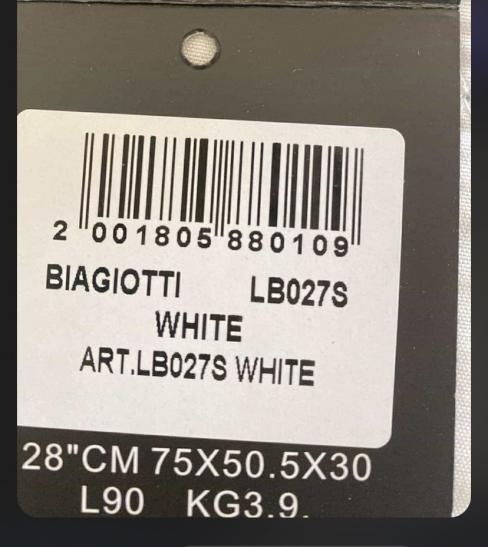 2 001805 880109
BIAGIOTTI LB027S
WHITE
ART.LB027S WHITE
28"CM 75X50.5X30
L90 KG3.9.